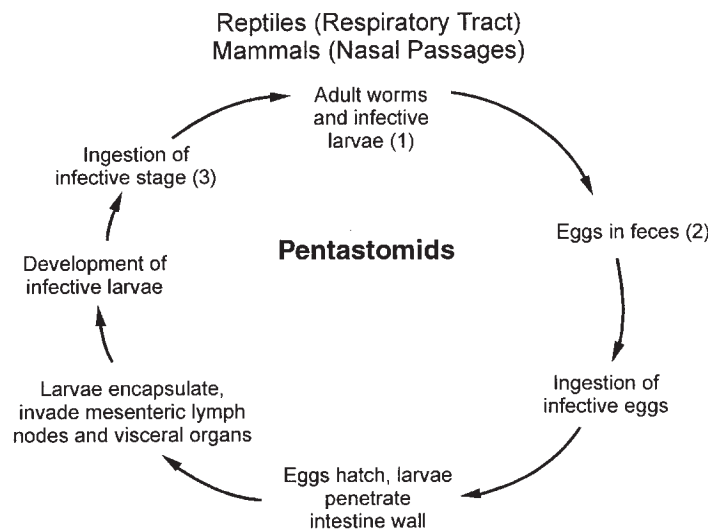 Reptiles (Respiratory Tract)
Mammals (Nasal Passages)
Adult worms
and infective
larvae (1)
Eggs in feces (2)
Ingestion of
infective eggs
Eggs hatch, larvae
penetrate
intestine wall
Larvae encapsulate,
invade mesenteric lymph
nodes and visceral organs
Development of
infective larvae
Ingestion of
infective stage (3)
Pentastomids